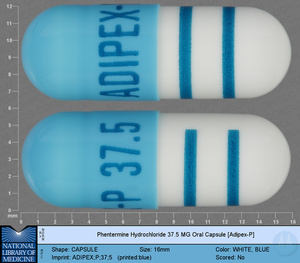 ADIPEX-
-P 37.5
mm
Phentermine Hydrochloride 37.5 MG Oral Capsule [Adipex-P]
NATIONAL
LIBRARY OF
MEDICINE
Shape: CAPSULE Size: 16mm Color: WHITE, BLUE
Imprint: ADIPEX;P;37;5 (printed:blue) Scored: No